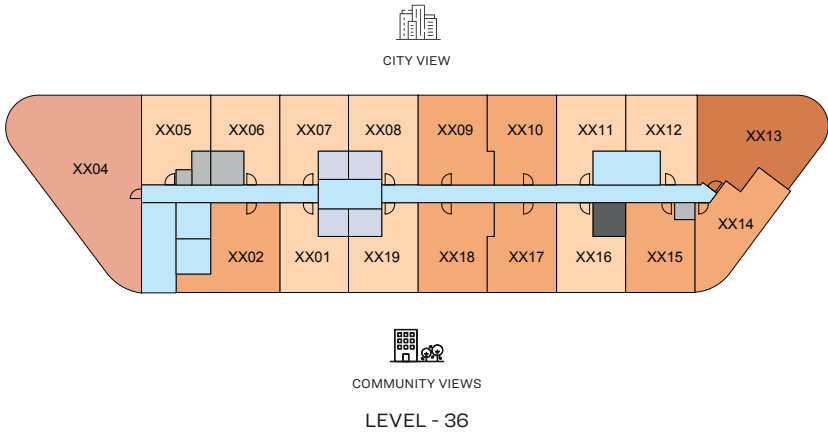 CITY VIEW
XX05 XX06 XX07 XX08 XX09 XX10 XX11 XX12 XX13
XX04
XX14
XX02 XX01 XX19 XX18 XX17 XX16 XX15
COMMUNITY VIEWS
LEVEL - 36